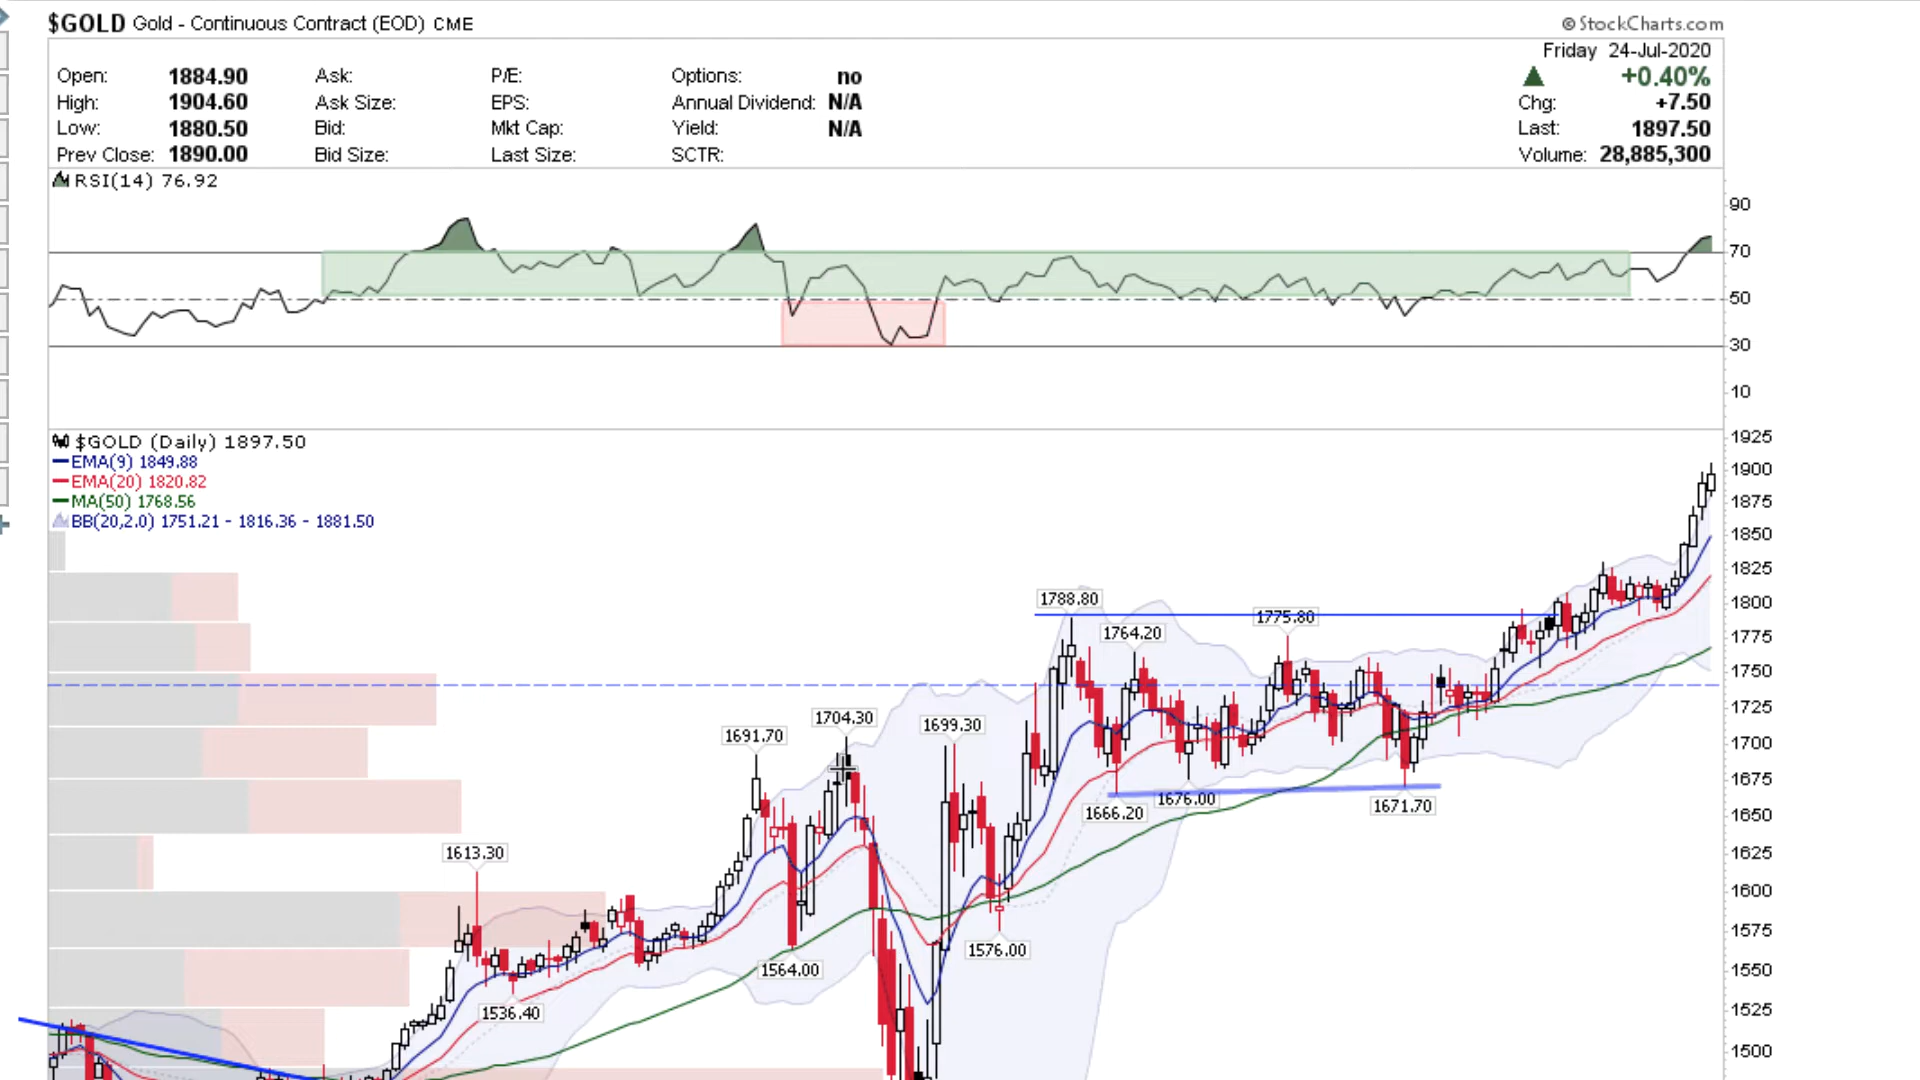 $GOLD Gold - Continuous Contract (EOD) CME
© StockCharts.com
Friday 24-Jul-2020
Open: 1884.90 Ask: P/E: Options: no +0.40%
High: 1904.60 Ask Size: EPS: Annual Dividend: N/A Chg: +7.50
Low: 1880.50 Bid: Mkt Cap: Yield: N/A Last: 1897.50
Prev Close: 1890.00 Bid Size: Last Size: SCTR: Volume: 28,885,300
RSI(14) 76.92
90
70
50
30
10
$GOLD (Daily) 1897.50
EMA(9) 1849.88
EMA(20) 1820.82
MA(50) 1768.56
BB(20,2.0) 1751.21 - 1816.36 - 1881.50
1925
1900
1875
1850
1825
1800
1775
1750
1725
1700
1675
1650
1625
1600
1575
1550
1525
1500
1788.80
1775.80
1764.20
1704.30
1699.30
1691.70
1676.00
1671.70
1666.20
1613.30
1576.00
1564.00
1536.40